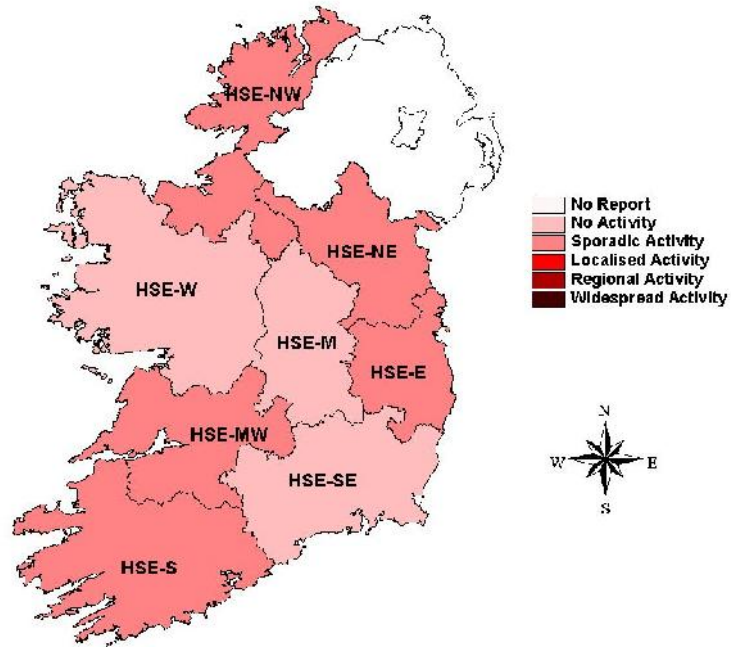 HSE-NW
No Report
No Activity
Sporadic Activity
HSE-NE
Localised Activity
HSE-W
Regional Activity
Widespread Activity
HSE-M
HSE-E
N
HSE-MW
W E
HSE-SE
S
HSE-S